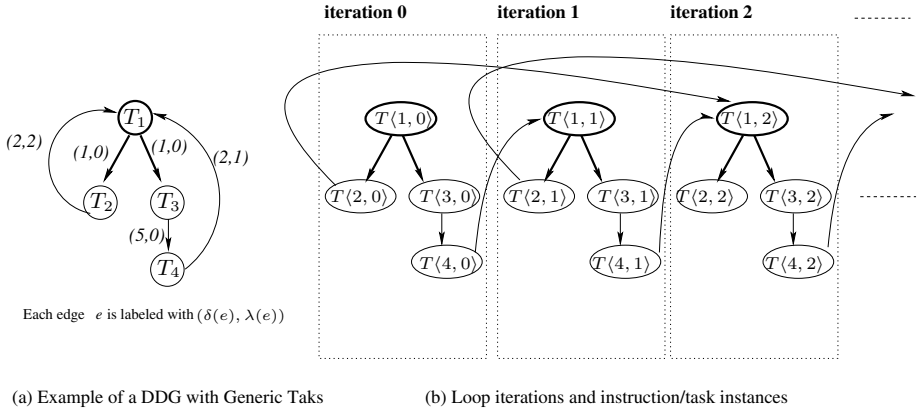 iteration 0
iteration 1
iteration 2
T1
(2,2)
(1,0)
(1,0)
(2,1)
T2
T3
(5,0)
T4
Each edge e is labeled with (δ(e), λ(e))
T⟨1, 0⟩
T⟨1, 1⟩
T⟨1, 2⟩
T⟨2, 0⟩
T⟨3, 0⟩
T⟨2, 1⟩
T⟨3, 1⟩
T⟨2, 2⟩
T⟨3, 2⟩
T⟨4, 0⟩
T⟨4, 1⟩
T⟨4, 2⟩
(a) Example of a DDG with Generic Taks
(b) Loop iterations and instruction/task instances